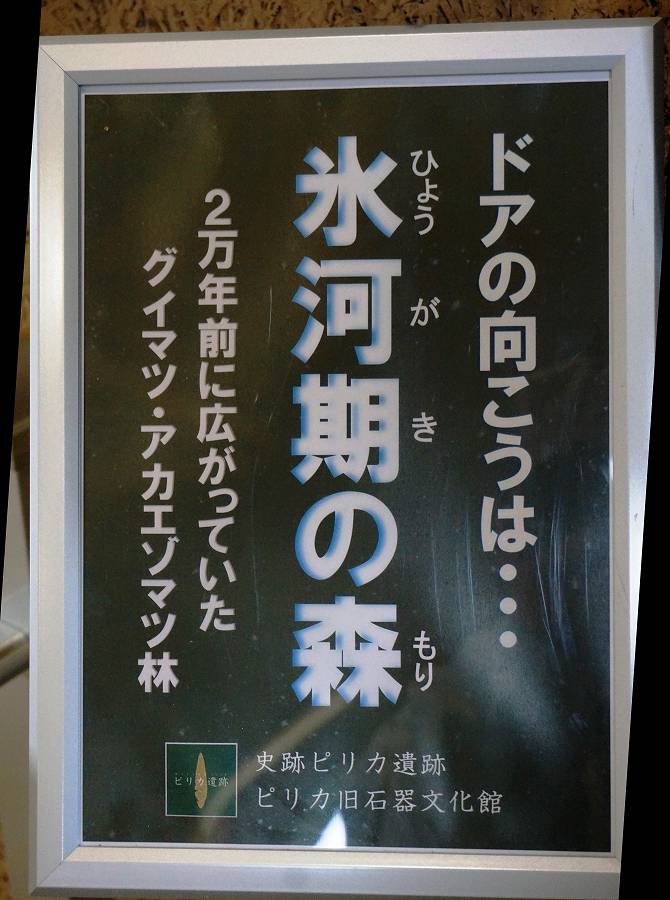 ドアの向こうは・・・
ひょうがき もり
氷河期の森
２万年前に広がっていた
グイマツ・アカエゾマツ林
ピリカ遺跡
史跡ピリカ遺跡
ピリカ旧石器文化館